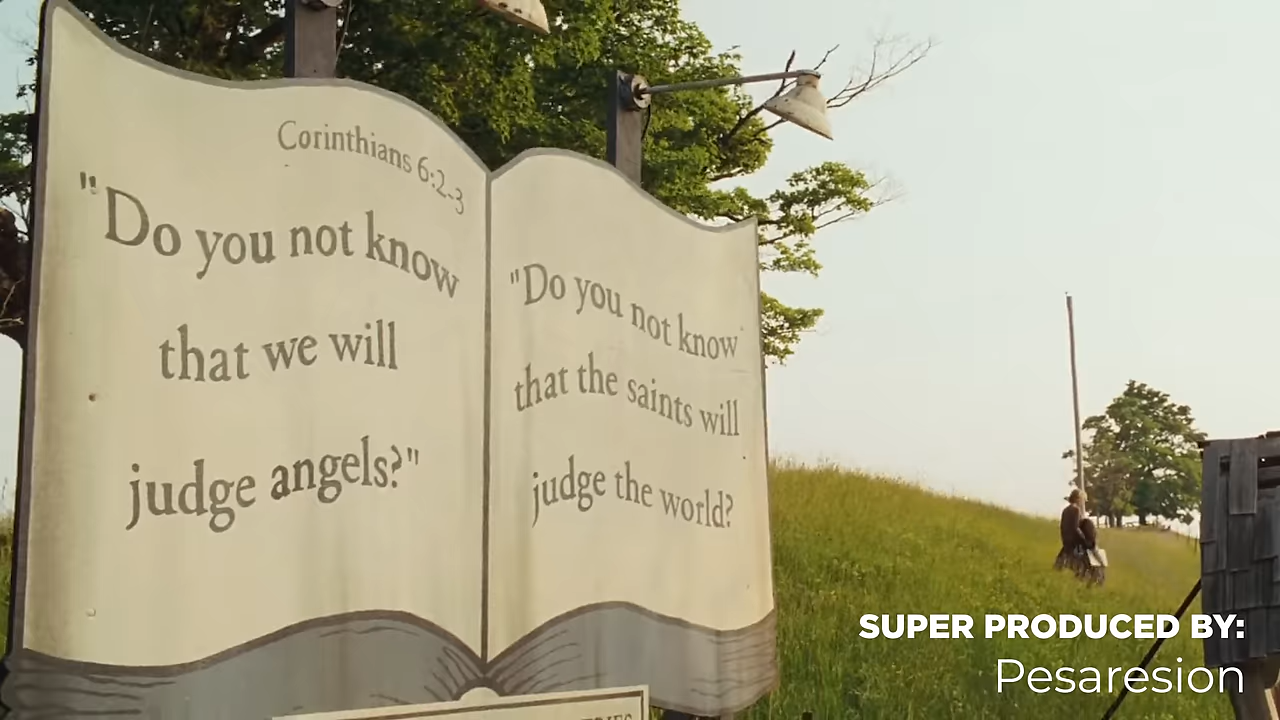 Corinthians 6:2-3
"Do you not know
that we will
judge angels?"
"Do you not know
that the saints will
judge the world?
SUPER PRODUCED BY:
Pesaresion